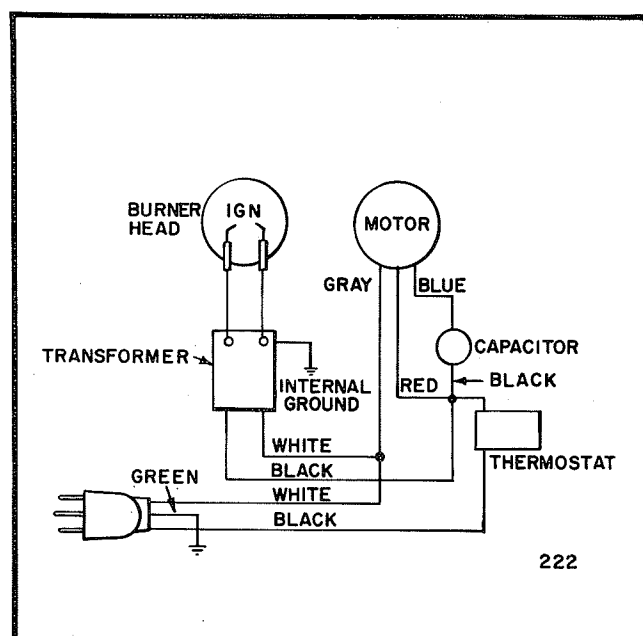 BURNER
HEAD
IGN
MOTOR
GRAY
BLUE
TRANSFORMER
INTERNAL
GROUND
CAPACITOR
RED
BLACK
WHITE
BLACK
THERMOSTAT
GREEN
WHITE
BLACK
222